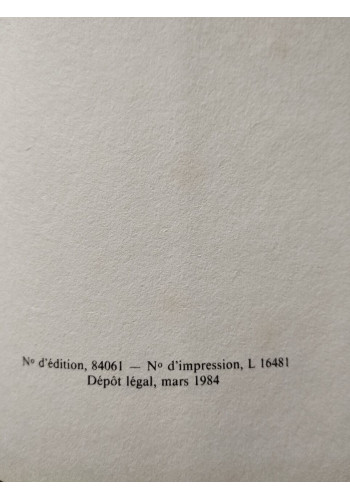 Nº d'édition, 84061 — Nº d'impression, L 16481
Dépôt légal, mars 1984